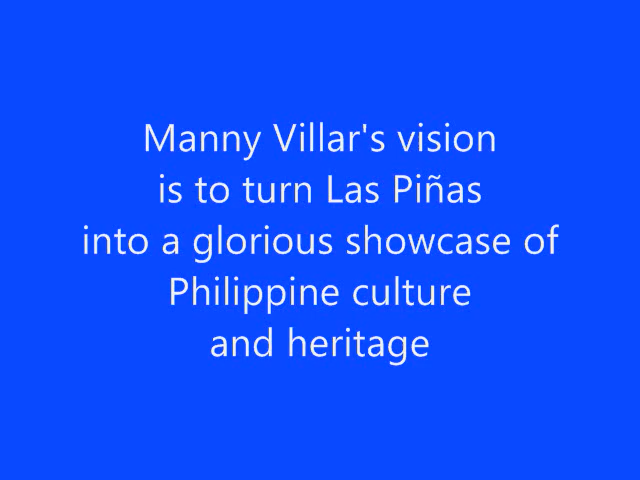 Manny Villar's vision
is to turn Las Piñas
into a glorious showcase of
Philippine culture
and heritage